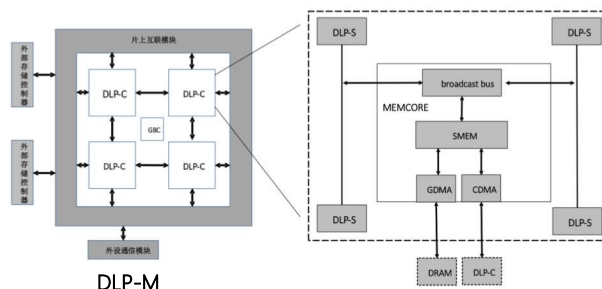 片上互联模块
外部存储控制器
DLP-C
DLP-C
GBC
外部存储控制器
DLP-C
DLP-C
外设通信模块
DLP-M
DLP-S
DLP-S
broadcast bus
MEMCORE
SMEM
GDMA
CDMA
DLP-S
DLP-S
DRAM
DLP-C